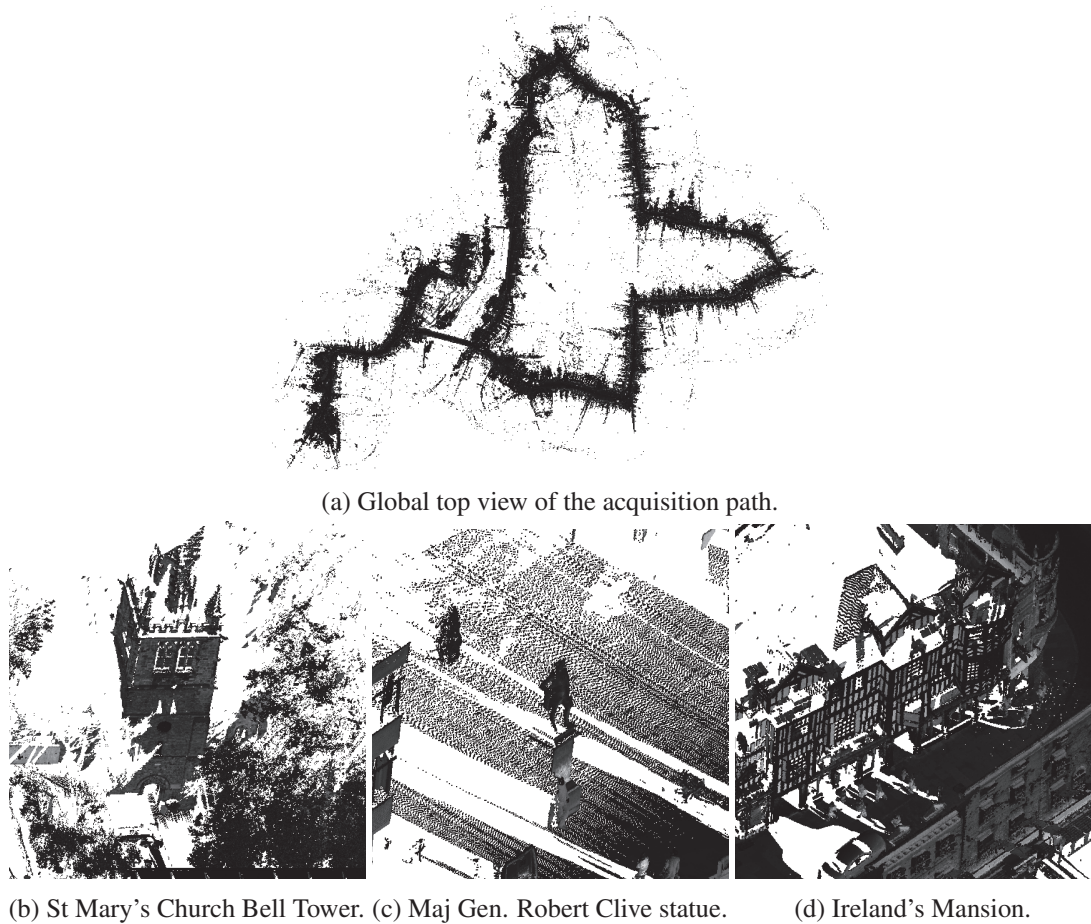 (a) Global top view of the acquisition path.
(b) St Mary's Church Bell Tower. (c) Maj Gen. Robert Clive statue. (d) Ireland's Mansion.